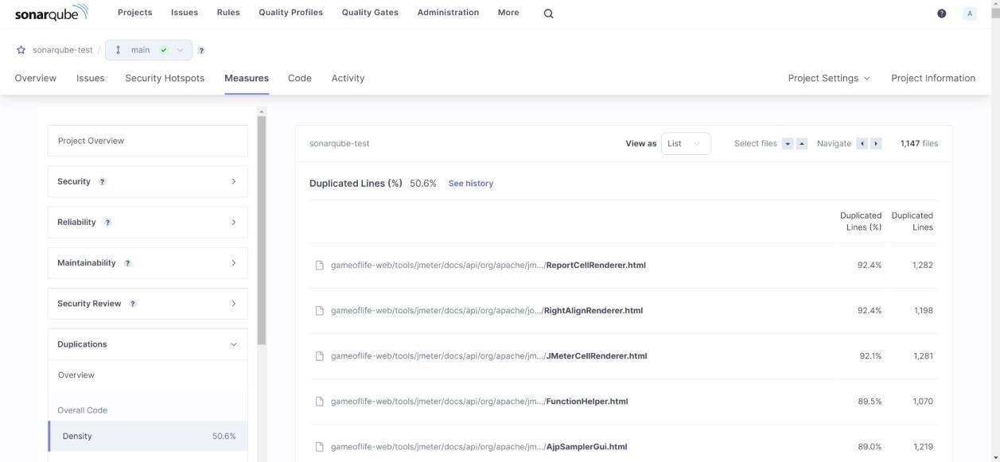 sonarqube Projects Issues Rules Quality Profiles Quality Gates Administration More ? A
sonarqube-test / main ?
Overview Issues Security Hotspots Measures Code Activity Project Settings Project Information
Project Overview
Security ?
Reliability ?
Maintainability ?
Security Review ?
Duplications
Overview
Overall Code
Density 50.6%
sonarqube-test View as List Select files Navigate 1,147 files
Duplicated Lines (%) 50.6% See history
Duplicated Lines (%) Duplicated Lines
gameoflife-web/tools/jmeter/docs/api/org/apache/jm.../ReportCellRenderer.html 92.4% 1,282
gameoflife-web/tools/jmeter/docs/api/org/apache/jo.../RightAlignRenderer.html 92.4% 1,198
gameoflife-web/tools/jmeter/docs/api/org/apache/jm.../JMeterCellRenderer.html 92.1% 1,281
gameoflife-web/tools/jmeter/docs/api/org/apache/jm.../FunctionHelper.html 89.5% 1,070
gameoflife-web/tools/jmeter/docs/api/org/apache/jm.../AjpSamplerGui.html 89.0% 1,219